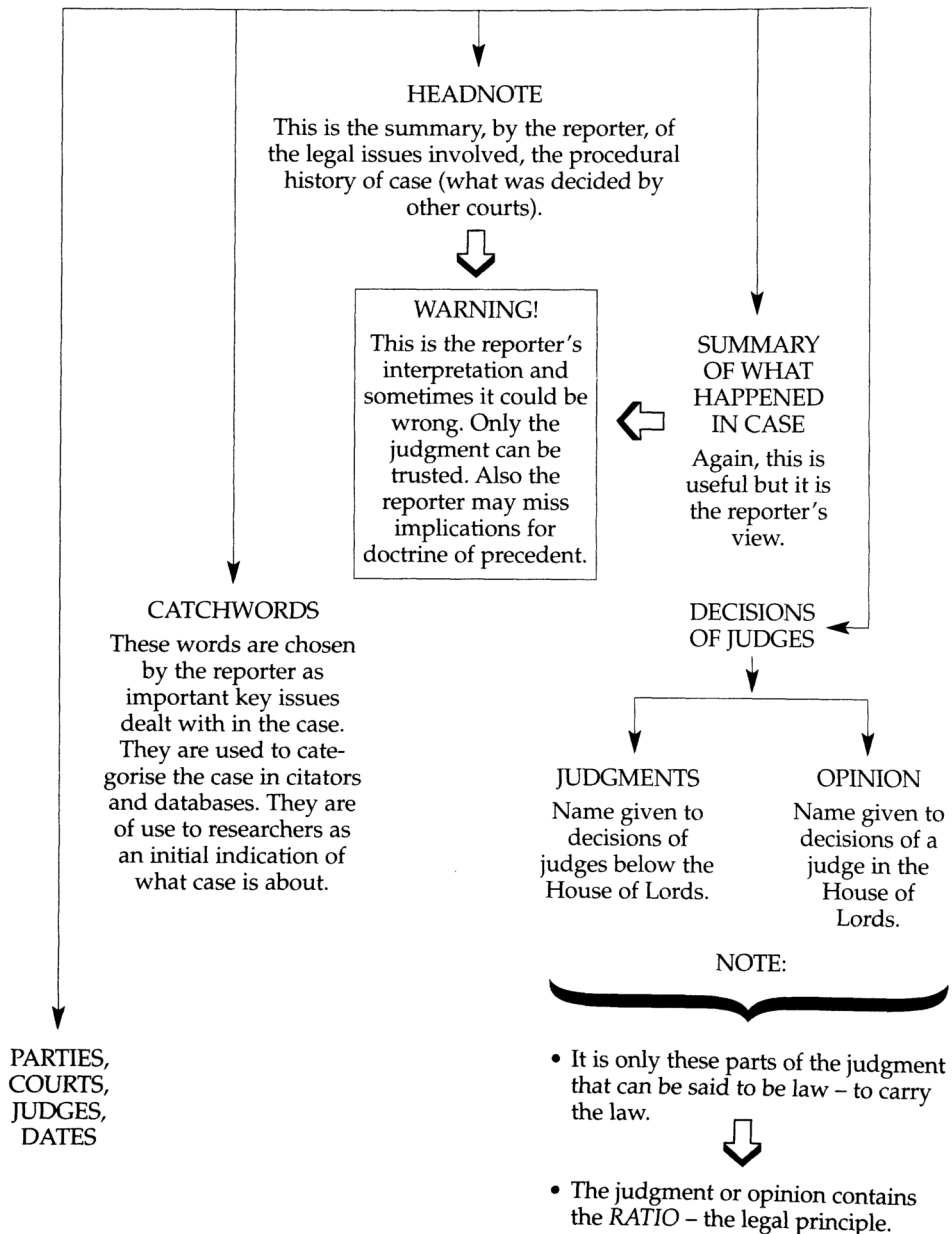 HEADNOTE
This is the summary, by the reporter, of
the legal issues involved, the procedural
history of case (what was decided by
other courts).
WARNING!
This is the reporter's
interpretation and
sometimes it could be
wrong. Only the
judgment can be
trusted. Also the
reporter may miss
implications for
doctrine of precedent.
SUMMARY
OF WHAT
HAPPENED
IN CASE
Again, this is
useful but it is
the reporter's
view.
CATCHWORDS
These words are chosen
by the reporter as
important key issues
dealt with in the case.
They are used to cate-
gorise the case in citators
and databases. They are
of use to researchers as
an initial indication of
what case is about.
DECISIONS
OF JUDGES
JUDGMENTS
Name given to
decisions of
judges below the
House of Lords.
OPINION
Name given to
decisions of a
judge in the
House of
Lords.
NOTE:
PARTIES,
COURTS,
JUDGES,
DATES
• It is only these parts of the judgment
that can be said to be law – to carry
the law.
• The judgment or opinion contains
the RATIO – the legal principle.